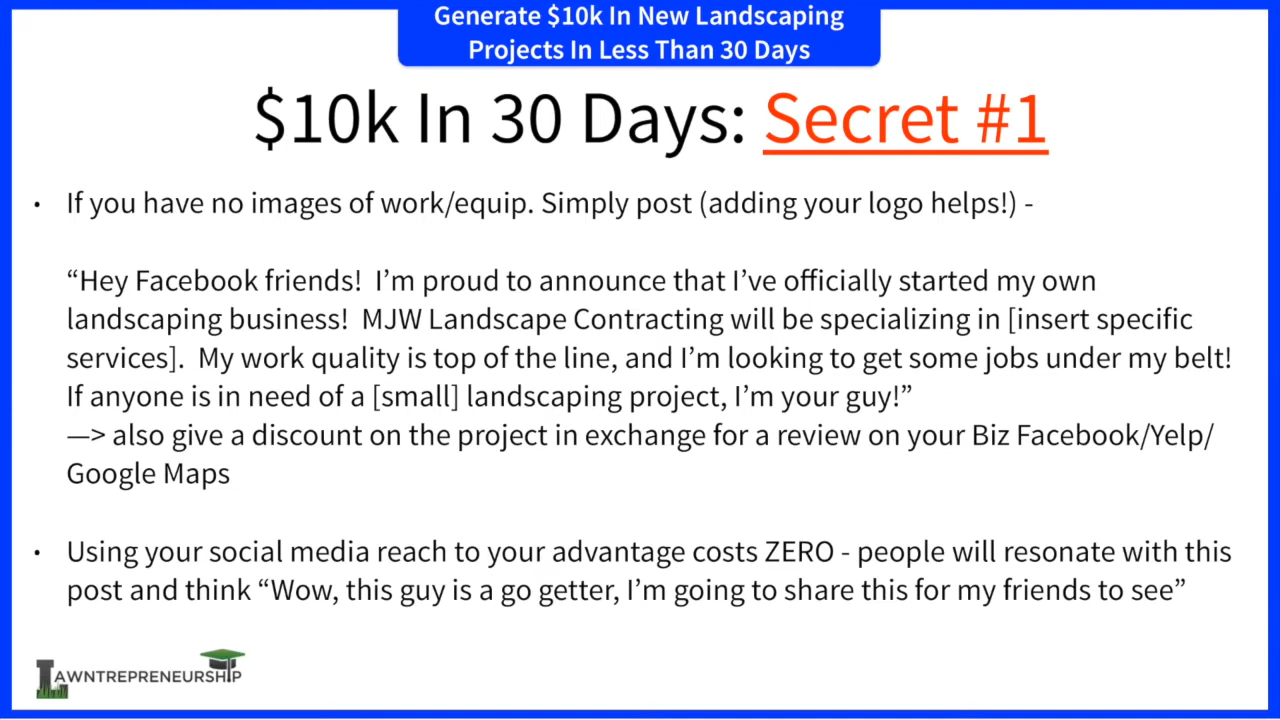 Generate $10k In New Landscaping
Projects In Less Than 30 Days
$10k In 30 Days: Secret #1
• If you have no images of work/equip. Simply post (adding your logo helps!) -
“Hey Facebook friends!  I’m proud to announce that I’ve officially started my own
landscaping business!  MJW Landscape Contracting will be specializing in [insert specific
services].  My work quality is top of the line, and I’m looking to get some jobs under my belt!
If anyone is in need of a [small] landscaping project, I’m your guy!”
—> also give a discount on the project in exchange for a review on your Biz Facebook/Yelp/
Google Maps
• Using your social media reach to your advantage costs ZERO - people will resonate with this
post and think “Wow, this guy is a go getter, I’m going to share this for my friends to see”
LAWNTREPRENEURSHIP